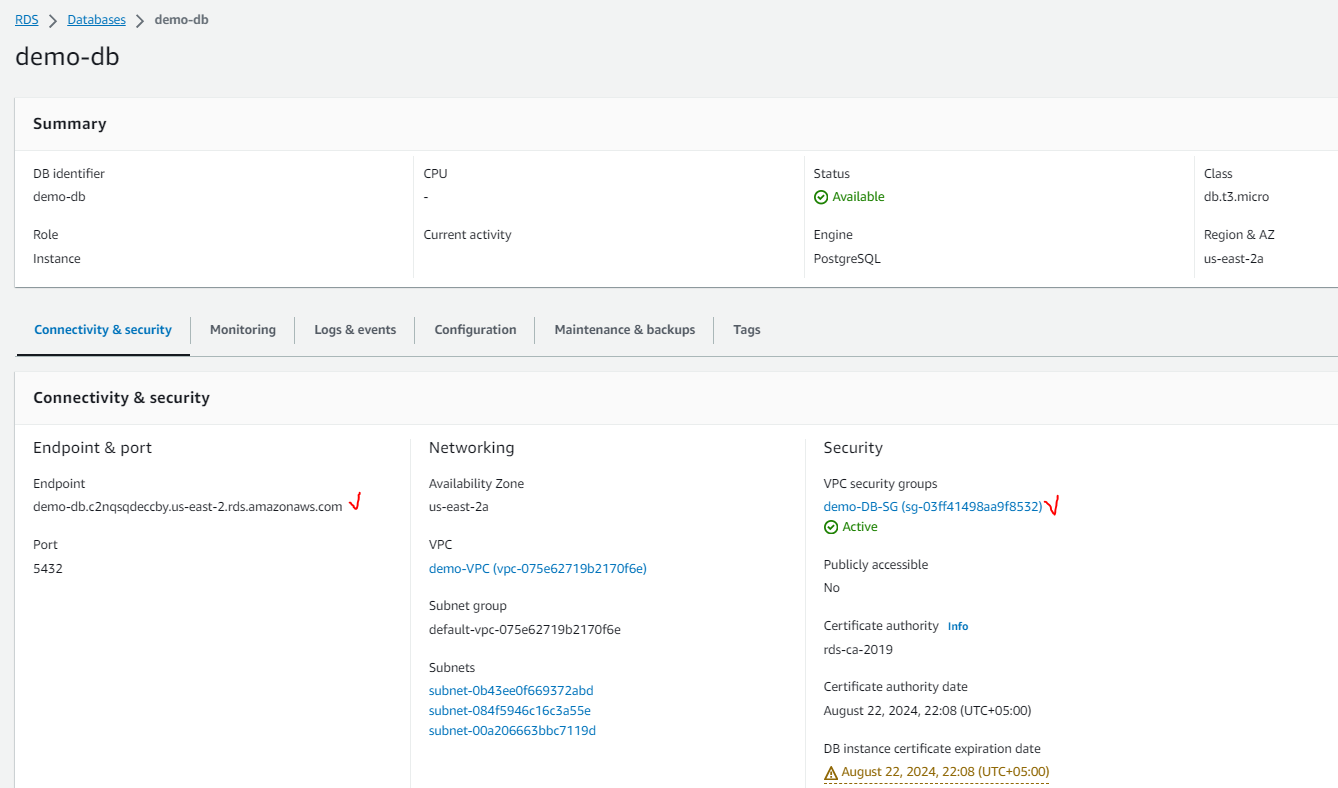 RDS > Databases > demo-db
demo-db
Summary
DB identifier
demo-db
Role
Instance
CPU
-
Current activity
Status
Available
Engine
PostgreSQL
Class
db.t3.micro
Region & AZ
us-east-2a
Connectivity & security
Monitoring
Logs & events
Configuration
Maintenance & backups
Tags
Connectivity & security
Endpoint & port
Endpoint
demo-db.c2nqsqdeccby.us-east-2.rds.amazonaws.com
Port
5432
Networking
Availability Zone
us-east-2a
VPC
demo-VPC (vpc-075e62719b2170f6e)
Subnet group
default-vpc-075e62719b2170f6e
Subnets
subnet-0b43ee0f669372abd
subnet-084f5946c16c3a55e
subnet-00a206663bbc7119d
Security
VPC security groups
demo-DB-SG (sg-03ff41498aa9f8532)
Active
Publicly accessible
No
Certificate authority Info
rds-ca-2019
Certificate authority date
August 22, 2024, 22:08 (UTC+05:00)
DB instance certificate expiration date
August 22, 2024, 22:08 (UTC+05:00)